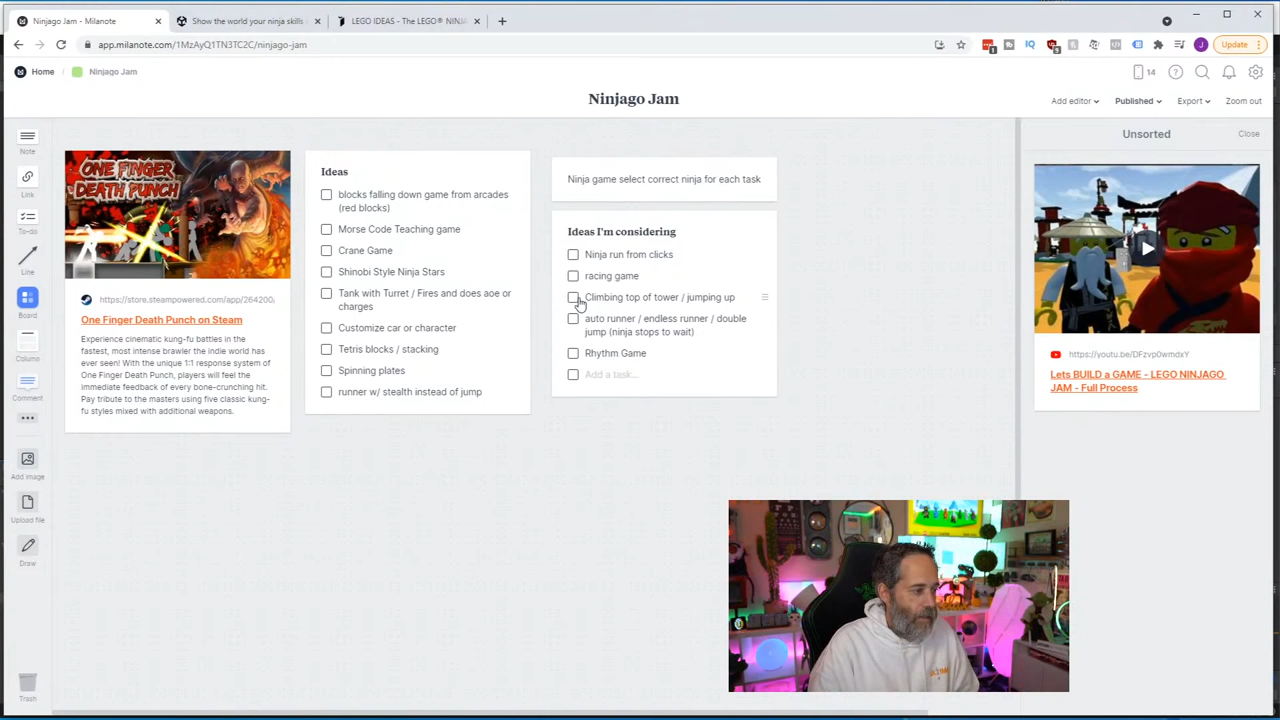 Ninjago Jam - Milanote
Show the world your ninja skills
LEGO IDEAS - The LEGO® NINJA
app.milanote.com/1MzAyQ1TN3TC2C/ninjago-jam
Update
Home
Ninjago Jam
14
Ninjago Jam
Add editor
Published
Export
Zoom out
Note
Link
To-do
Line
Board
Column
Comment
Add image
Upload file
Draw
Trash
ONE FINGER
DEATH PUNCH
https://store.steampowered.com/app/264200,
One Finger Death Punch on Steam
Experience cinematic kung-fu battles in the
fastest, most intense brawler the indie world has
ever seen! With the unique 1:1 response system of
One Finger Death Punch, players will feel the
immediate feedback of every bone-crunching hit.
Pay tribute to the masters using five classic kung-
fu styles mixed with additional weapons.
Ideas
blocks falling down game from arcades
(red blocks)
Morse Code Teaching game
Crane Game
Shinobi Style Ninja Stars
Tank with Turret / Fires and does aoe or
charges
Customize car or character
Tetris blocks / stacking
Spinning plates
runner w/ stealth instead of jump
Ninja game select correct ninja for each task
Ideas I'm considering
Ninja run from clicks
racing game
Climbing top of tower / jumping up
auto runner / endless runner / double
jump (ninja stops to wait)
Rhythm Game
Add a task...
Unsorted
Close
https://youtu.be/DFzvp0wmdxY
Lets BUILD a GAME - LEGO NINJAGO
JAM - Full Process